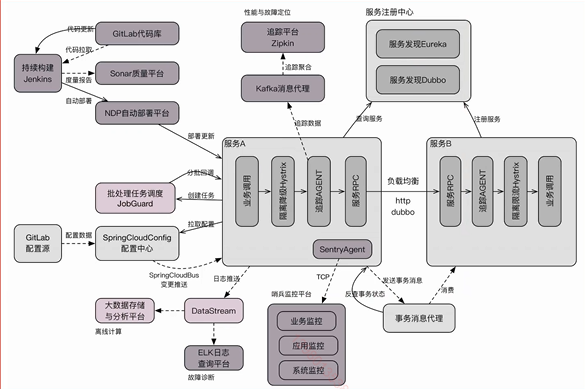 性能与故障定位
服务注册中心
代码更新
GitLab代码库
代码拉取
追踪平台
Zipkin
服务发现Eureka
持续构建
Jenkins
度量报告
Sonar质量平台
追踪聚合
服务发现Dubbo
自动部署
Kafka消息代理
NDP自动部署平台
追踪数据
查询服务
注册服务
部署更新
服务A
服务B
分批回调
业务调用
隔离降级Hystrix
追踪AGENT
服务RPC
负载均衡
http
dubbo
服务RPC
追踪AGENT
隔离限流Hystrix
业务调用
批处理任务调度
JobGuard
创建任务
拉取配置
GitLab
配置源
配置数据
SpringCloudConfig
配置中心
SentryAgent
SpringCloudBus
变更推送
日志推送
TCP
发送事务消息
哨兵监控平台
反查事务状态
消费
大数据存储
与分析平台
离线计算
DataStream
业务监控
事务消息代理
应用监控
ELK日志
查询平台
系统监控
故障诊断